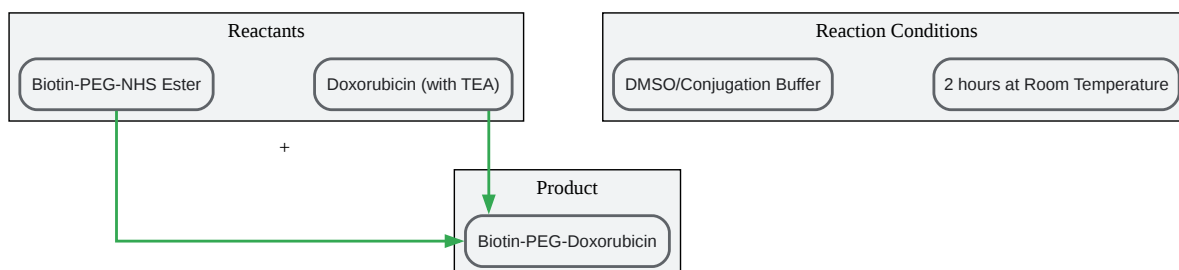 Reactants
Biotin-PEG-NHS Ester
Doxorubicin (with TEA)
Reaction Conditions
DMSO/Conjugation Buffer
2 hours at Room Temperature
+
Product
Biotin-PEG-Doxorubicin